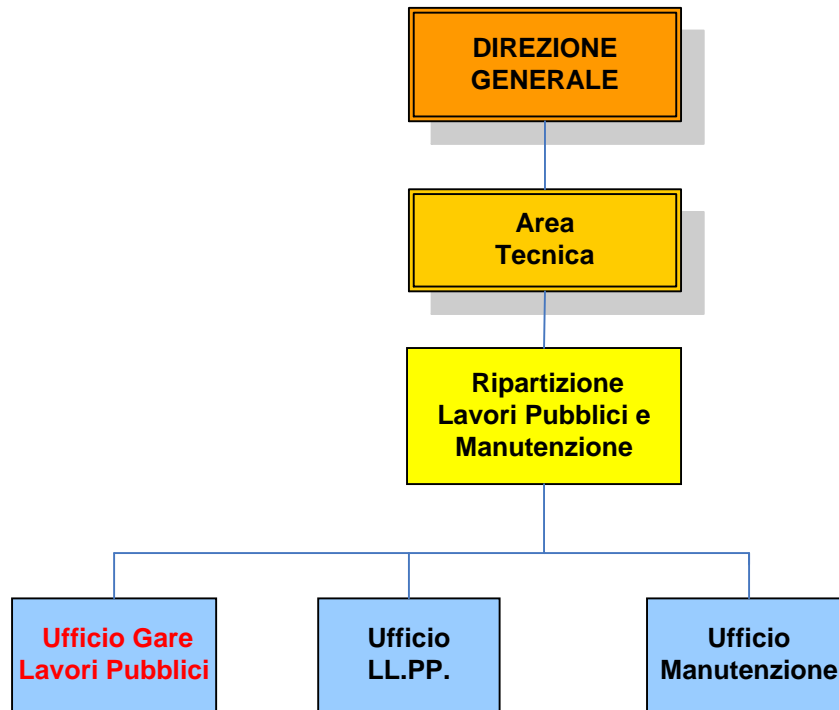 DIREZIONE
GENERALE
Area
Tecnica
Ripartizione
Lavori Pubblici e
Manutenzione
Ufficio Gare
Lavori Pubblici
Ufficio
LL.PP.
Ufficio
Manutenzione